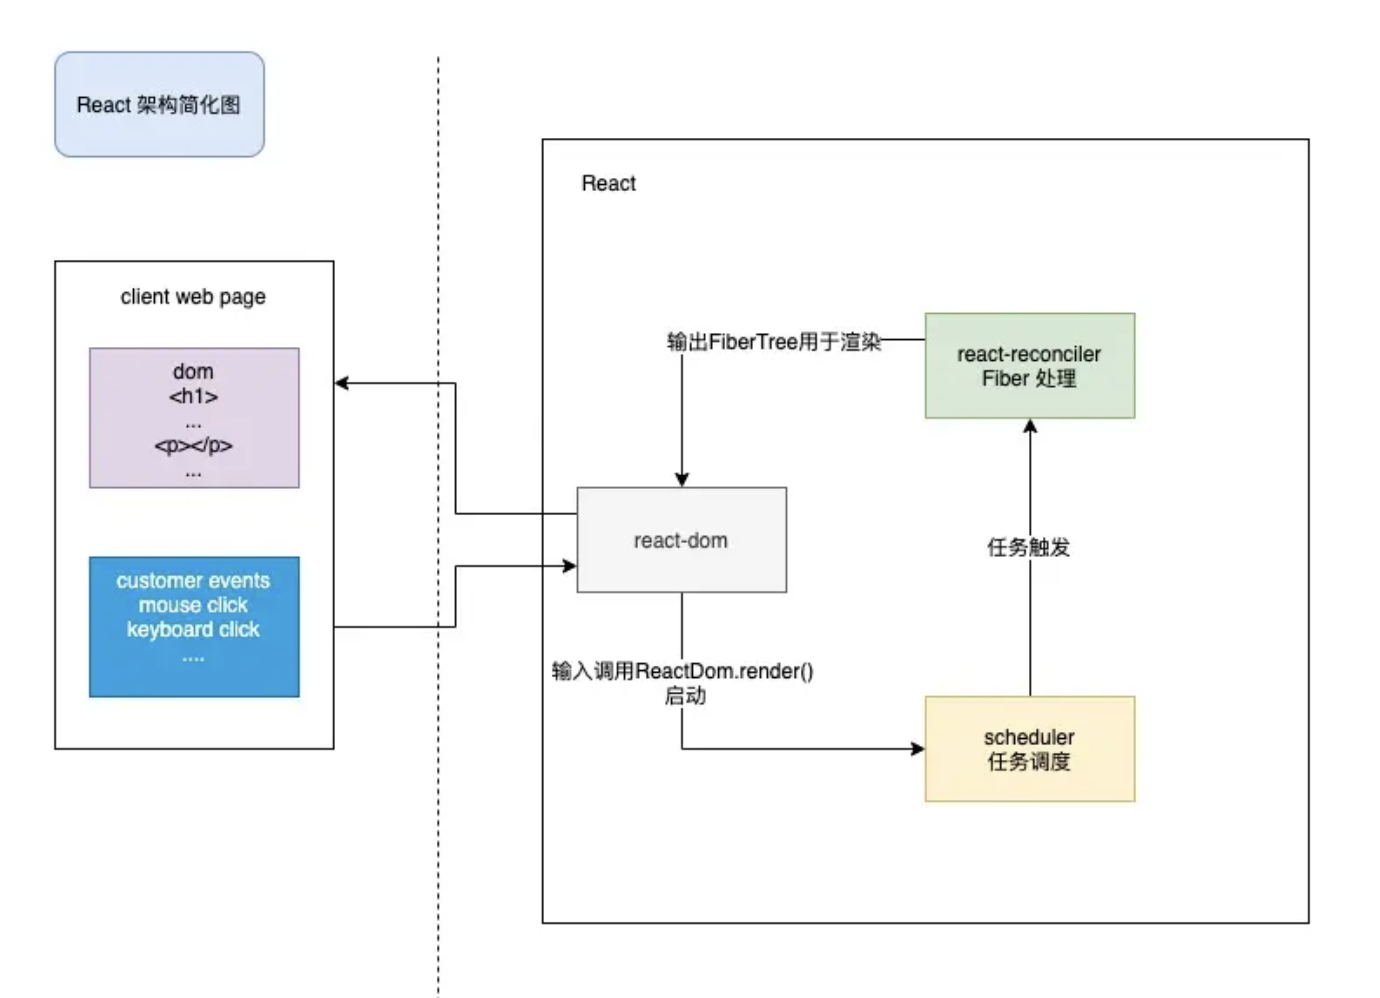 React 架构简化图
React
client web page
dom
<h1>
...
<p></p>
...
customer events
mouse click
keyboard click
....
输出FiberTree用于渲染
react-reconciler
Fiber 处理
react-dom
任务触发
输入调用ReactDom.render()
启动
scheduler
任务调度